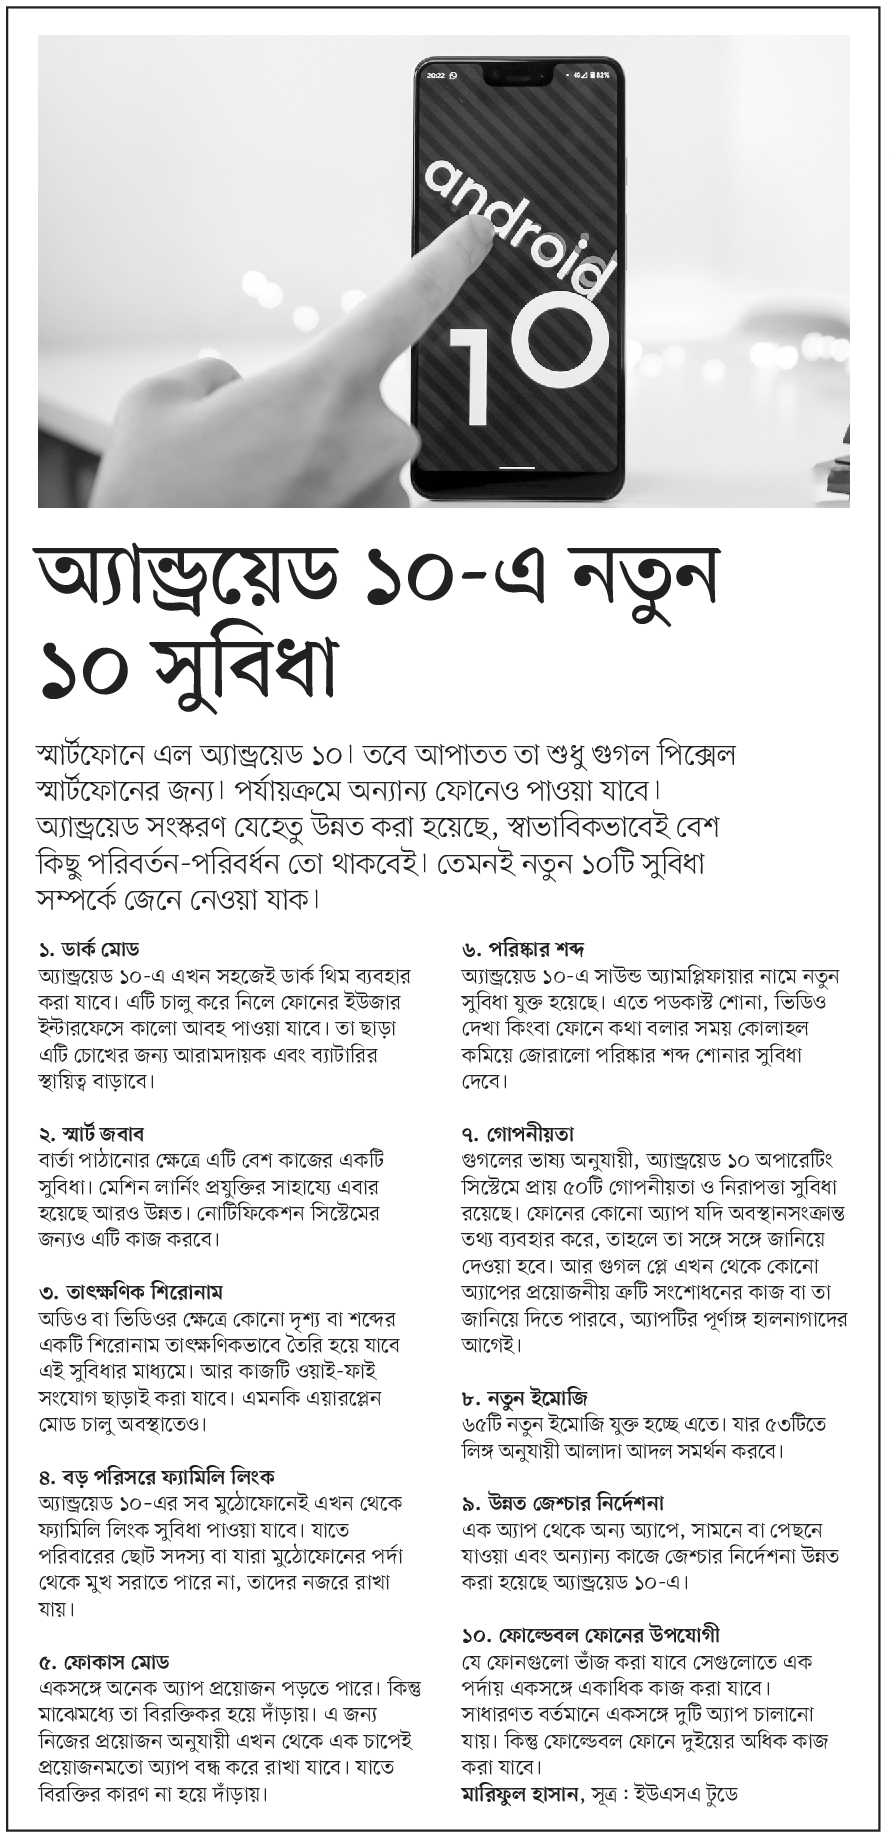 20:22
4G 82%
android
10
অ্যান্ড্রয়েড ১০-এ নতুন
১০ সুবিধা
স্মার্টফোনে এল অ্যান্ড্রয়েড ১০। তবে আপাতত তা শুধু গুগল পিক্সেল
স্মার্টফোনের জন্য। পর্যায়ক্রমে অন্যান্য ফোনেও পাওয়া যাবে।
অ্যান্ড্রয়েড সংস্করণ যেহেতু উন্নত করা হয়েছে, স্বাভাবিকভাবেই বেশ
কিছু পরিবর্তন-পরিবর্ধন তো থাকবেই। তেমনই নতুন ১০টি সুবিধা
সম্পর্কে জেনে নেওয়া যাক।
১. ডার্ক মোড
অ্যান্ড্রয়েড ১০-এ এখন সহজেই ডার্ক থিম ব্যবহার
করা যাবে। এটি চালু করে নিলে ফোনের ইউজার
ইন্টারফেসে কালো আবহ পাওয়া যাবে। তা ছাড়া
এটি চোখের জন্য আরামদায়ক এবং ব্যাটারির
স্থায়িত্ব বাড়াবে।
২. স্মার্ট জবাব
বার্তা পাঠানোর ক্ষেত্রে এটি বেশ কাজের একটি
সুবিধা। মেশিন লার্নিং প্রযুক্তির সাহায্যে এবার
হয়েছে আরও উন্নত। নোটিফিকেশন সিস্টেমের
জন্যও এটি কাজ করবে।
৩. তাৎক্ষণিক শিরোনাম
অডিও বা ভিডিওর ক্ষেত্রে কোনো দৃশ্য বা শব্দের
একটি শিরোনাম তাৎক্ষণিকভাবে তৈরি হয়ে যাবে
এই সুবিধার মাধ্যমে। আর কাজটি ওয়াই-ফাই
সংযোগ ছাড়াই করা যাবে। এমনকি এয়ারপ্লেন
মোড চালু অবস্থাতেও।
৪. বড় পরিসরে ফ্যামিলি লিংক
অ্যান্ড্রয়েড ১০-এর সব মুঠোফোনেই এখন থেকে
ফ্যামিলি লিংক সুবিধা পাওয়া যাবে। যাতে
পরিবারের ছোট সদস্য বা যারা মুঠোফোনের পর্দা
থেকে মুখ সরাতে পারে না, তাদের নজরে রাখা
যায়।
৫. ফোকাস মোড
একসঙ্গে অনেক অ্যাপ প্রয়োজন পড়তে পারে। কিন্তু
মাঝেমধ্যে তা বিরক্তিকর হয়ে দাঁড়ায়। এ জন্য
নিজের প্রয়োজন অনুযায়ী এখন থেকে এক চাপেই
প্রয়োজনমতো অ্যাপ বন্ধ করে রাখা যাবে। যাতে
বিরক্তির কারণ না হয়ে দাঁড়ায়।
৬. পরিষ্কার শব্দ
অ্যান্ড্রয়েড ১০-এ সাউন্ড অ্যামপ্লিফায়ার নামে নতুন
সুবিধা যুক্ত হয়েছে। এতে পডকাস্ট শোনা, ভিডিও
দেখা কিংবা ফোনে কথা বলার সময় কোলাহল
কমিয়ে জোরালো পরিষ্কার শব্দ শোনার সুবিধা
দেবে।
৭. গোপনীয়তা
গুগলের ভাষ্য অনুযায়ী, অ্যান্ড্রয়েড ১০ অপারেটিং
সিস্টেমে প্রায় ৫০টি গোপনীয়তা ও নিরাপত্তা সুবিধা
রয়েছে। ফোনের কোনো অ্যাপ যদি অবস্থানসংক্রান্ত
তথ্য ব্যবহার করে, তাহলে তা সঙ্গে সঙ্গে জানিয়ে
দেওয়া হবে। আর গুগল প্লে এখন থেকে কোনো
অ্যাপের প্রয়োজনীয় ত্রুটি সংশোধনের কাজ বা তা
জানিয়ে দিতে পারবে, অ্যাপটির পূর্ণাঙ্গ হালনাগাদের
আগেই।
৮. নতুন ইমোজি
৬৫টি নতুন ইমোজি যুক্ত হচ্ছে এতে। যার ৫৩টিতে
লিঙ্গ অনুযায়ী আলাদা আদল সমর্থন করবে।
৯. উন্নত জেশ্চার নির্দেশনা
এক অ্যাপ থেকে অন্য অ্যাপে, সামনে বা পেছনে
যাওয়া এবং অন্যান্য কাজে জেশ্চার নির্দেশনা উন্নত
করা হয়েছে অ্যান্ড্রয়েড ১০-এ।
১০. ফোল্ডেবল ফোনের উপযোগী
যে ফোনগুলো ভাঁজ করা যাবে সেগুলোতে এক
পর্দায় একসঙ্গে একাধিক কাজ করা যাবে।
সাধারণত বর্তমানে একসঙ্গে দুটি অ্যাপ চালানো
যায়। কিন্তু ফোল্ডেবল ফোনে দুইয়ের অধিক কাজ
করা যাবে।
মারিফুল হাসান, সূত্র : ইউএসএ টুডে